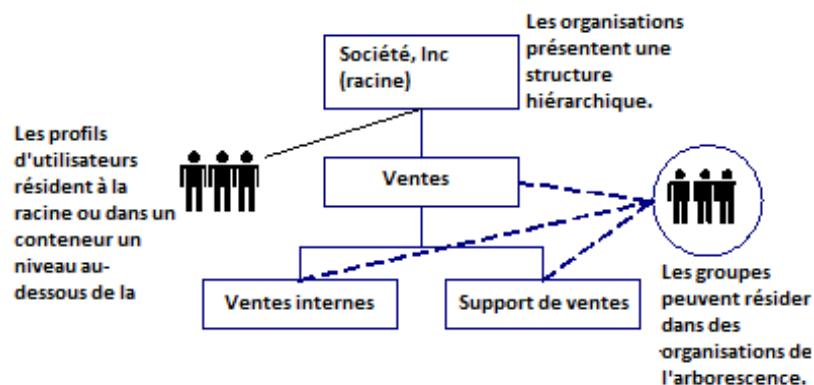 Les organisations
présentent une
structure
hiérarchique.
Société, Inc
(racine)
Les profils
d'utilisateurs
résident à la
racine ou dans un
conteneur un
niveau au-
dessous de la
Ventes
Ventes internes
Support de ventes
Les groupes
peuvent résider
dans des
organisations de
l'arborescence.